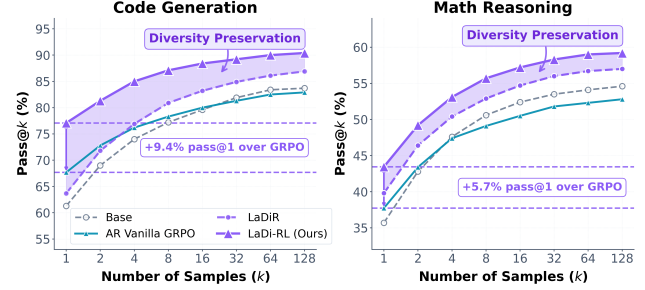 Code Generation
Pass@k (%)
95
90
85
80
75
70
65
60
55
Diversity Preservation
+9.4% pass@1 over GRPO
Base
AR Vanilla GRPO
LaDiR
LaDi-RL (Ours)
1 2 4 8 16 32 64 128
Number of Samples (k)
Math Reasoning
Pass@k (%)
60
55
50
45
40
35
Diversity Preservation
+5.7% pass@1 over GRPO
1 2 4 8 16 32 64 128
Number of Samples (k)